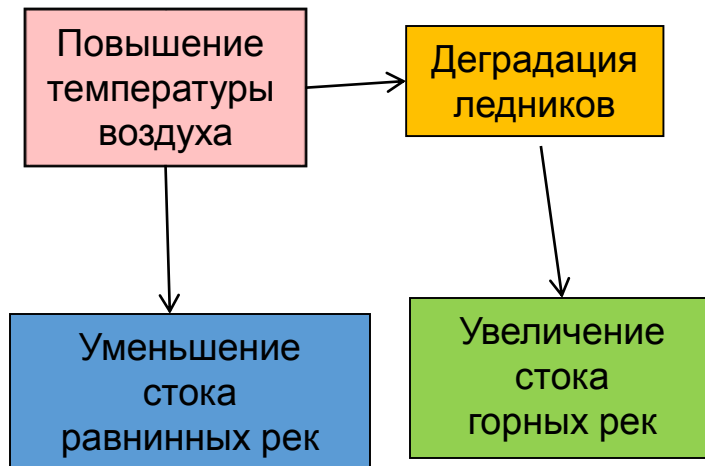 Повышение
температуры
воздуха
Деградация
ледников
Уменьшение
стока
равнинных рек
Увеличение
стока
горных рек